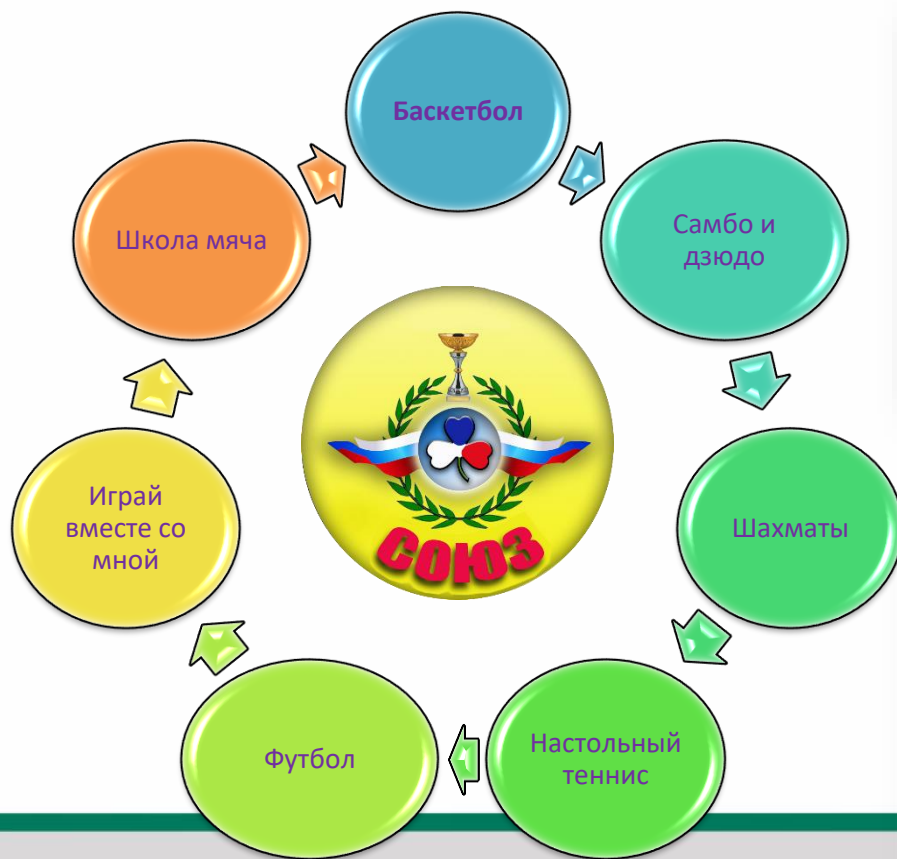 Баскетбол
Самбо и
дзюдо
Шахматы
Настольный
теннис
Футбол
Играй
вместе со
мной
Школа мяча
СОЮЗ